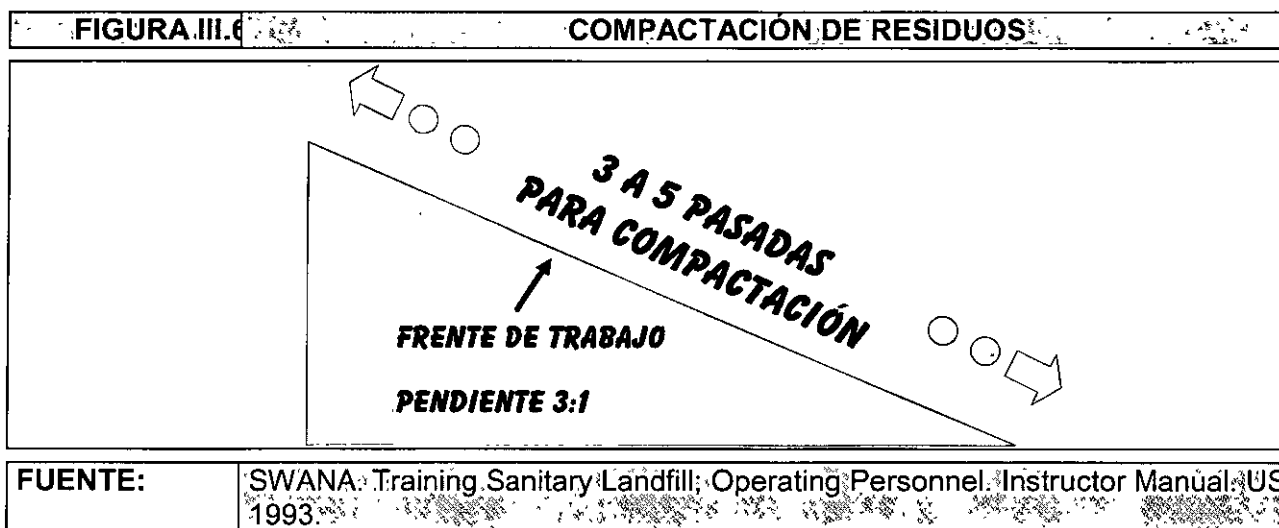 FIGURA.III.6 COMPACTACIÓN DE RESIDUOS
3 A 5 PASADAS
PARA COMPACTACIÓN
FRENTE DE TRABAJO
PENDIENTE 3:1
FUENTE: SWANA. Training Sanitary Landfill; Operating Personnel. Instructor Manual. US
1993.